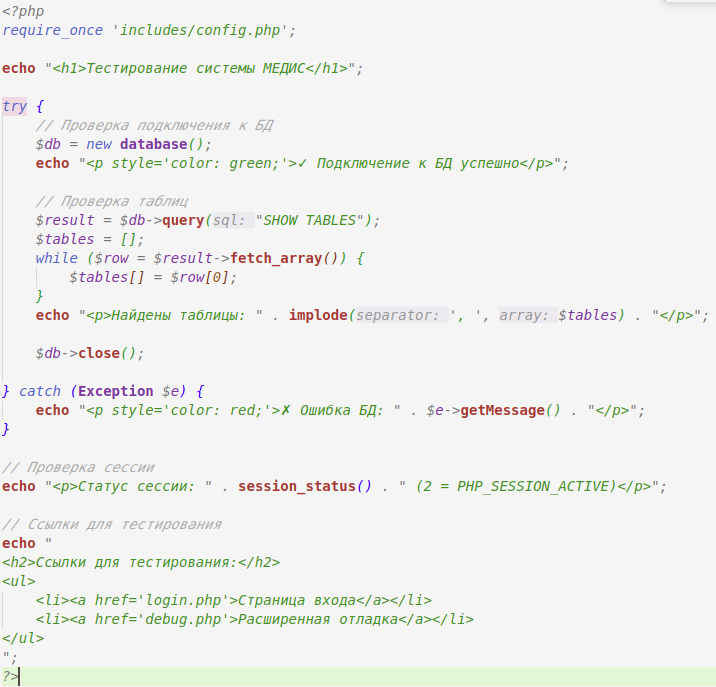 <?php
require_once 'includes/config.php';
echo "<h1>Тестирование системы МЕДИС</h1>";
try {
// Проверка подключения к БД
$db = new database();
echo "<p style='color: green;'>✓ Подключение к БД успешно</p>";
// Проверка таблиц
$result = $db->query(sql: "SHOW TABLES");
$tables = [];
while ($row = $result->fetch_array()) {
$tables[] = $row[0];
}
echo "<p>Найдены таблицы: " . implode(separator: ', ', array: $tables) . "</p>";
$db->close();
} catch (Exception $e) {
echo "<p style='color: red;'>✗ Ошибка БД: " . $e->getMessage() . "</p>";
}
// Проверка сессии
echo "<p>Статус сессии: " . session_status() . " (2 = PHP_SESSION_ACTIVE)</p>";
// Ссылки для тестирования
echo "
<h2>Ссылки для тестирования:</h2>
<ul>
<li><a href='login.php'>Страница входа</a></li>
<li><a href='debug.php'>Расширенная отладка</a></li>
</ul>
";
?>